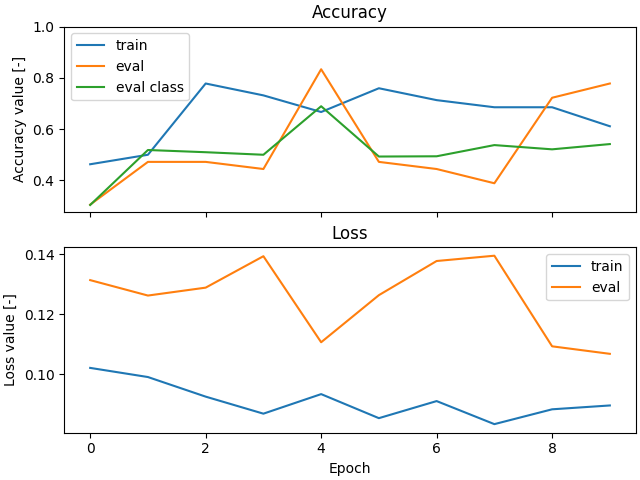 Accuracy
Accuracy value [-]
1.0
0.8
0.6
0.4
train
eval
eval class
Loss
Loss value [-]
0.14
0.12
0.10
train
eval
0 2 4 6 8
Epoch